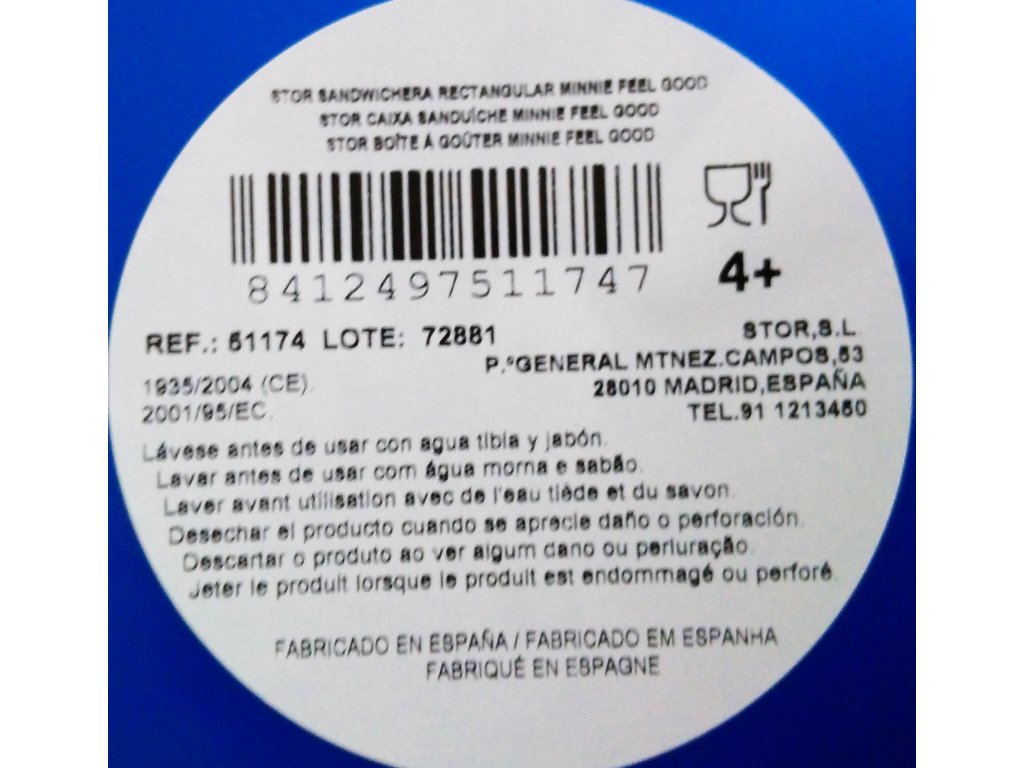 STOR SANDWICHERA RECTANGULAR MINNIE FEEL GOOD
STOR CAIXA SANDUÍCHE MINNIE FEEL GOOD
STOR BOÎTE À GOÛTER MINNIE FEEL GOOD
8412497511747
4+
REF.: 51174 LOTE: 72881
STOR,S.L.
P.ºGENERAL MTNEZ.CAMPOS,53
28010 MADRID,ESPAÑA
TEL.91 1213450
1935/2004 (CE).
2001/95/EC.
Lávese antes de usar con agua tibia y jabón.
Lavar antes de usar com água morna e sabão.
Laver avant utilisation avec de l'eau tiède et du savon.
Desechar el producto cuando se aprecie daño o perforación.
Descartar o produto ao ver algum dano ou perfuração.
Jeter le produit lorsque le produit est endommagé ou perforé.
FABRICADO EN ESPAÑA / FABRICADO EM ESPANHA
FABRIQUÉ EN ESPAGNE